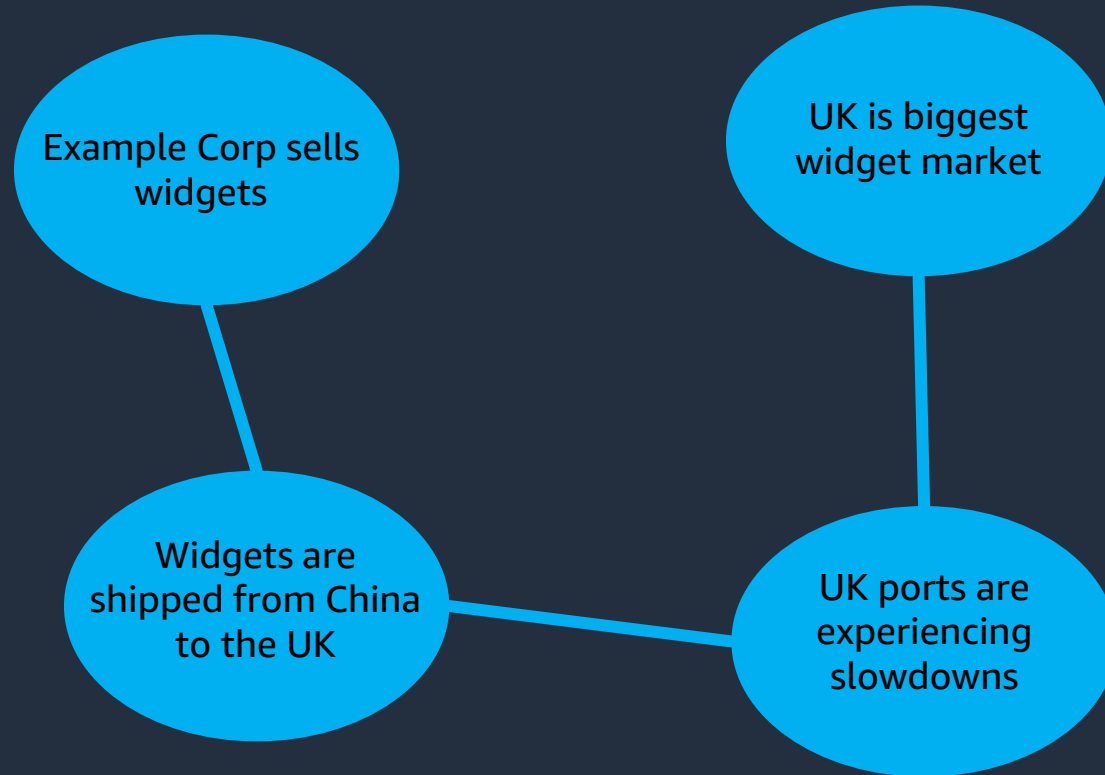 Example Corp sells
widgets
UK is biggest
widget market
Widgets are
shipped from China
to the UK
UK ports are
experiencing
slowdowns